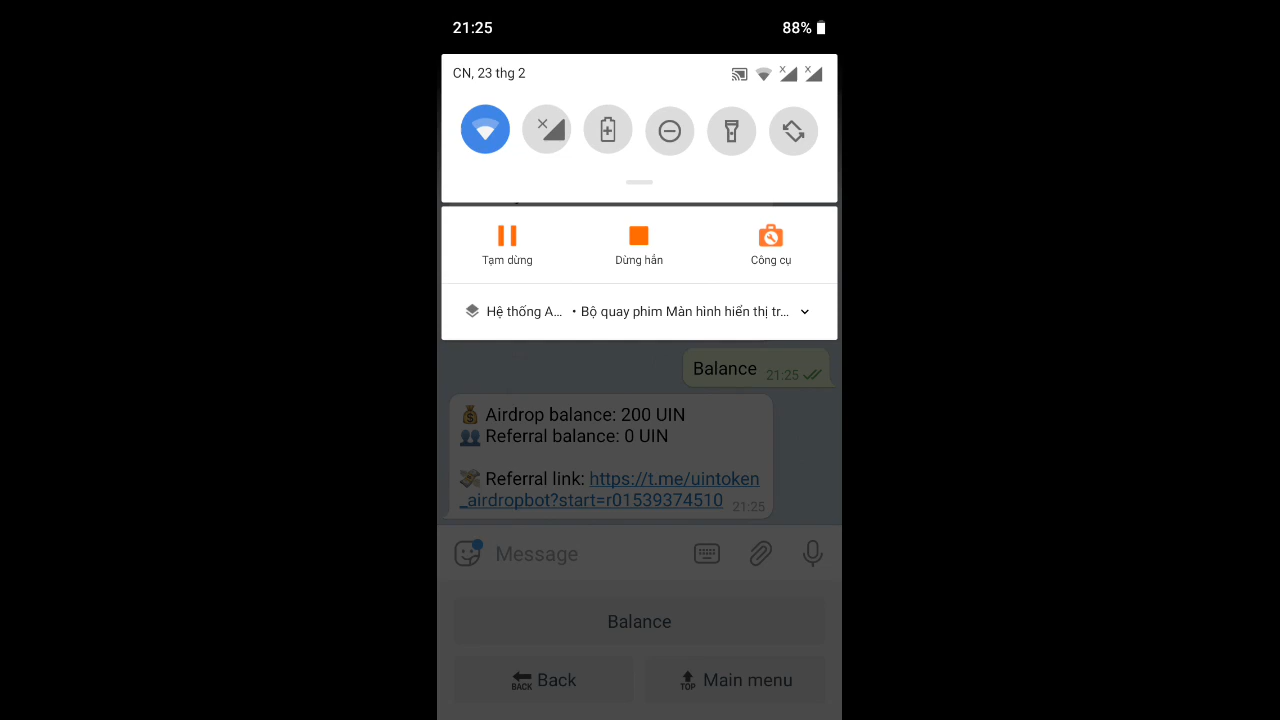 21:25 88%
CN, 23 thg 2
Tạm dừng Dừng hẳn Công cụ
Hệ thống A... • Bộ quay phim Màn hình hiển thị tr...
Balance 21:25
Airdrop balance: 200 UIN
Referral balance: 0 UIN
Referral link: https://t.me/uintoken
_airdropbot?start=r01539374510 21:25
Message
Balance
BACK Back TOP Main menu